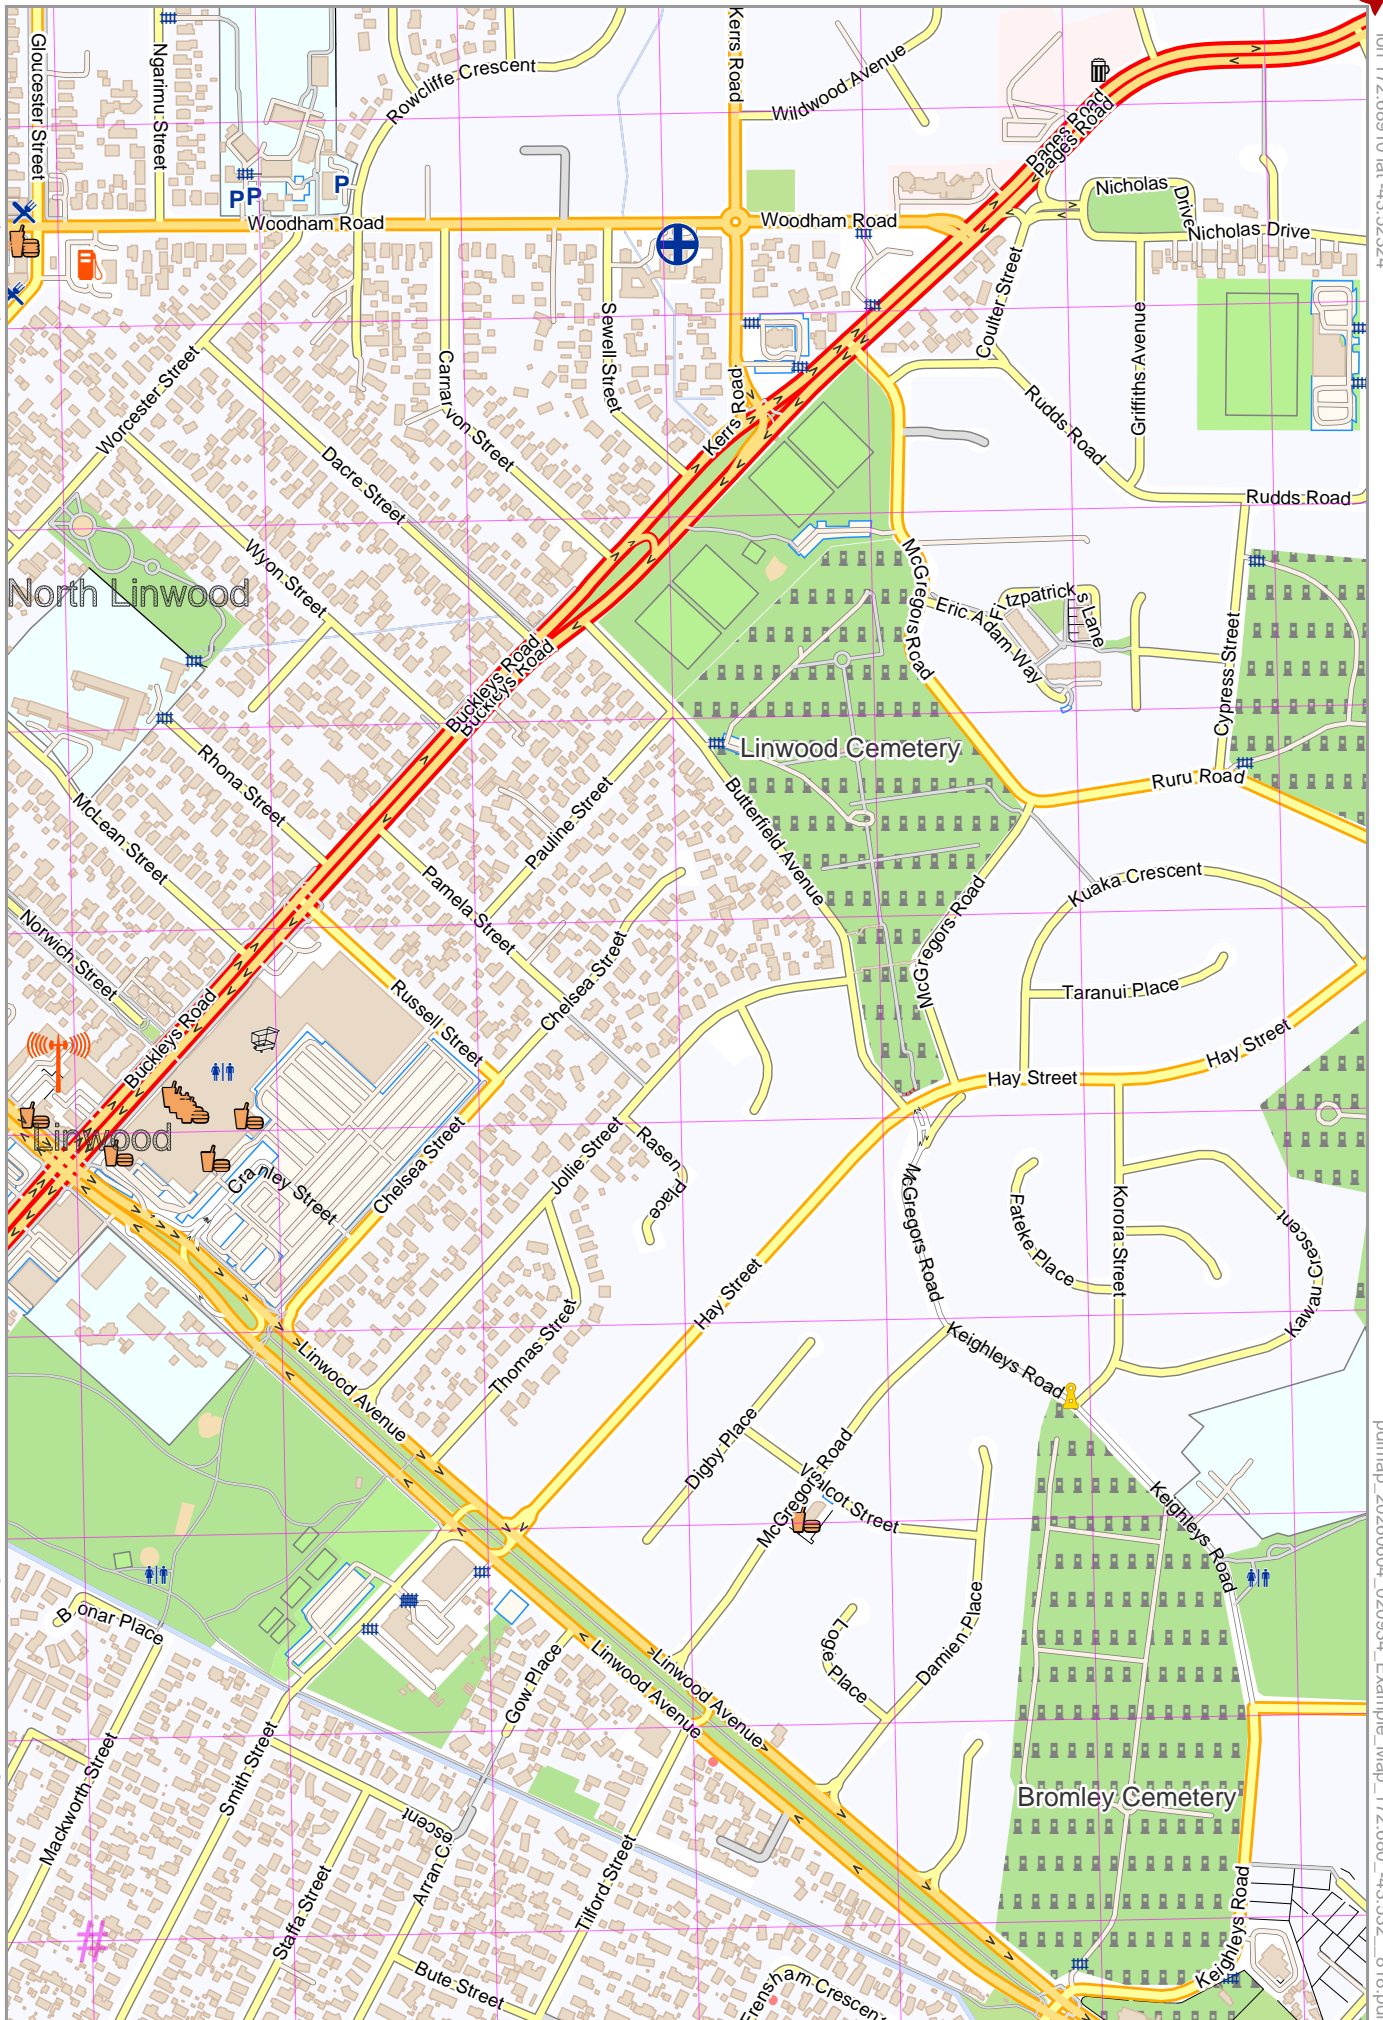 Gloucester Street
Ngarimu Street
Rowcliffe Crescent
Kerrs Road
Wildwood Avenue
Pages Road
Pages Road
P
P
P
Woodham Road
Woodham Road
Nicholas Drive
Nicholas Drive
Coulter Street
Griffiths Avenue
Sewell Street
Carnarvon Street
Worcester Street
Kerrs Road
Rudds Road
Rudds Road
Dacre Street
Wyon Street
North Linwood
McGregors Road
Eric Adam Way
Fitzpatricks Lane
Cypress Street
Buckleys Road
Buckleys Road
Linwood Cemetery
Ruru Road
Rhona Street
McLean Street
Pauline Street
Butterfield Avenue
Pamela Street
Kuaka Crescent
McGregors Road
Norwich Street
Chelsea Street
Taranui Place
Russell Street
Buckleys Road
Hay Street
Hay Street
Linwood
Cranley Street
Chelsea Street
Jollie Street
Rasen Place
McGregors Road
Pateke Place
Korora Street
Kawau Crescent
Hay Street
Thomas Street
Linwood Avenue
Keighleys Road
Digby Place
McGregors Road
Walcot Street
Keighleys Road
Bonar Place
Damien Place
Loge Place
Gow Place
Linwood Avenue
Linwood Avenue
Smith Street
Mackworth Street
Bromley Cemetery
Arran Crescent
Tilford Street
Staffa Street
#
Bute Street
Frensham Crescent
Keighleys Road